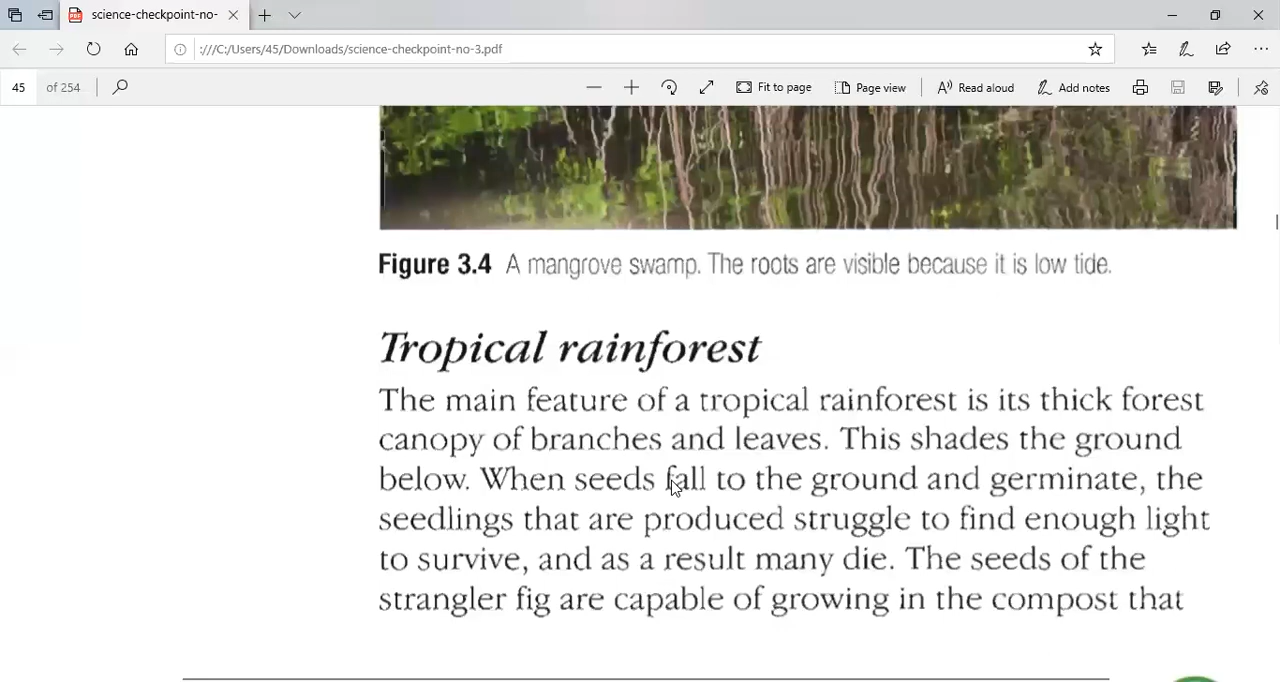 science-checkpoint-no-
:///C:/Users/45/Downloads/science-checkpoint-no-3.pdf
45 of 254 Fit to page Page view Read aloud Add notes
Figure 3.4 A mangrove swamp. The roots are visible because it is low tide.
Tropical rainforest
The main feature of a tropical rainforest is its thick forest
canopy of branches and leaves. This shades the ground
below. When seeds fall to the ground and germinate, the
seedlings that are produced struggle to find enough light
to survive, and as a result many die. The seeds of the
strangler fig are capable of growing in the compost that